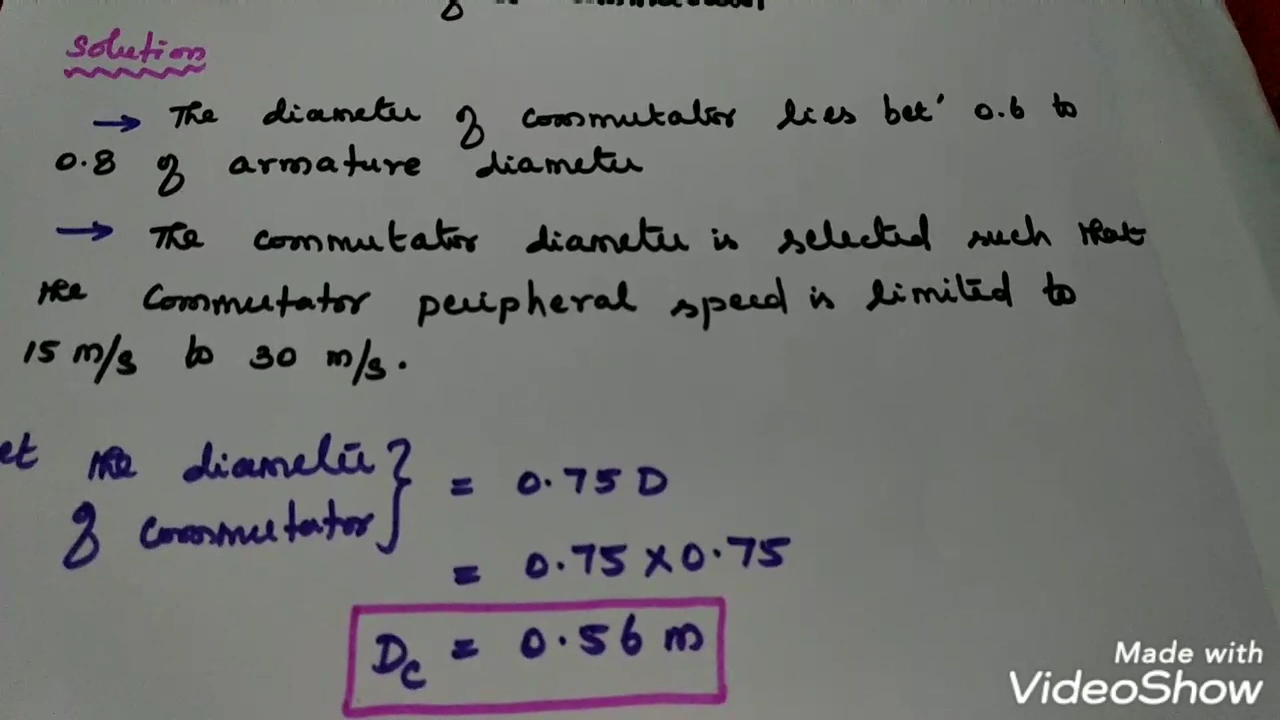 Solution
→ The diameter of commutator lies bet' 0.6 to
0.8 of armature diameter
→ The commutator diameter is selected such that
the Commutator peripheral speed is limited to
15 m/s to 30 m/s.
et the diameter } = 0.75 D
of commutator
= 0.75 x 0.75
Dc = 0.56 m
Made with
VideoShow